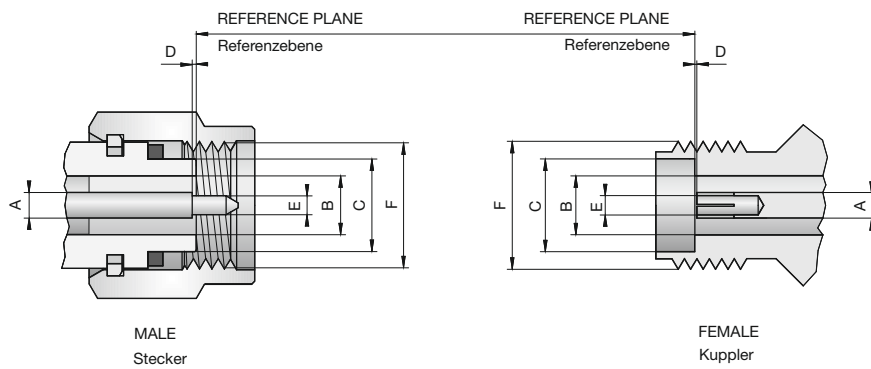 REFERENCE PLANE
Referenzebene
REFERENCE PLANE
Referenzebene
D
D
A
E
B
C
F
F
C
B
E
A
MALE
Stecker
FEMALE
Kuppler